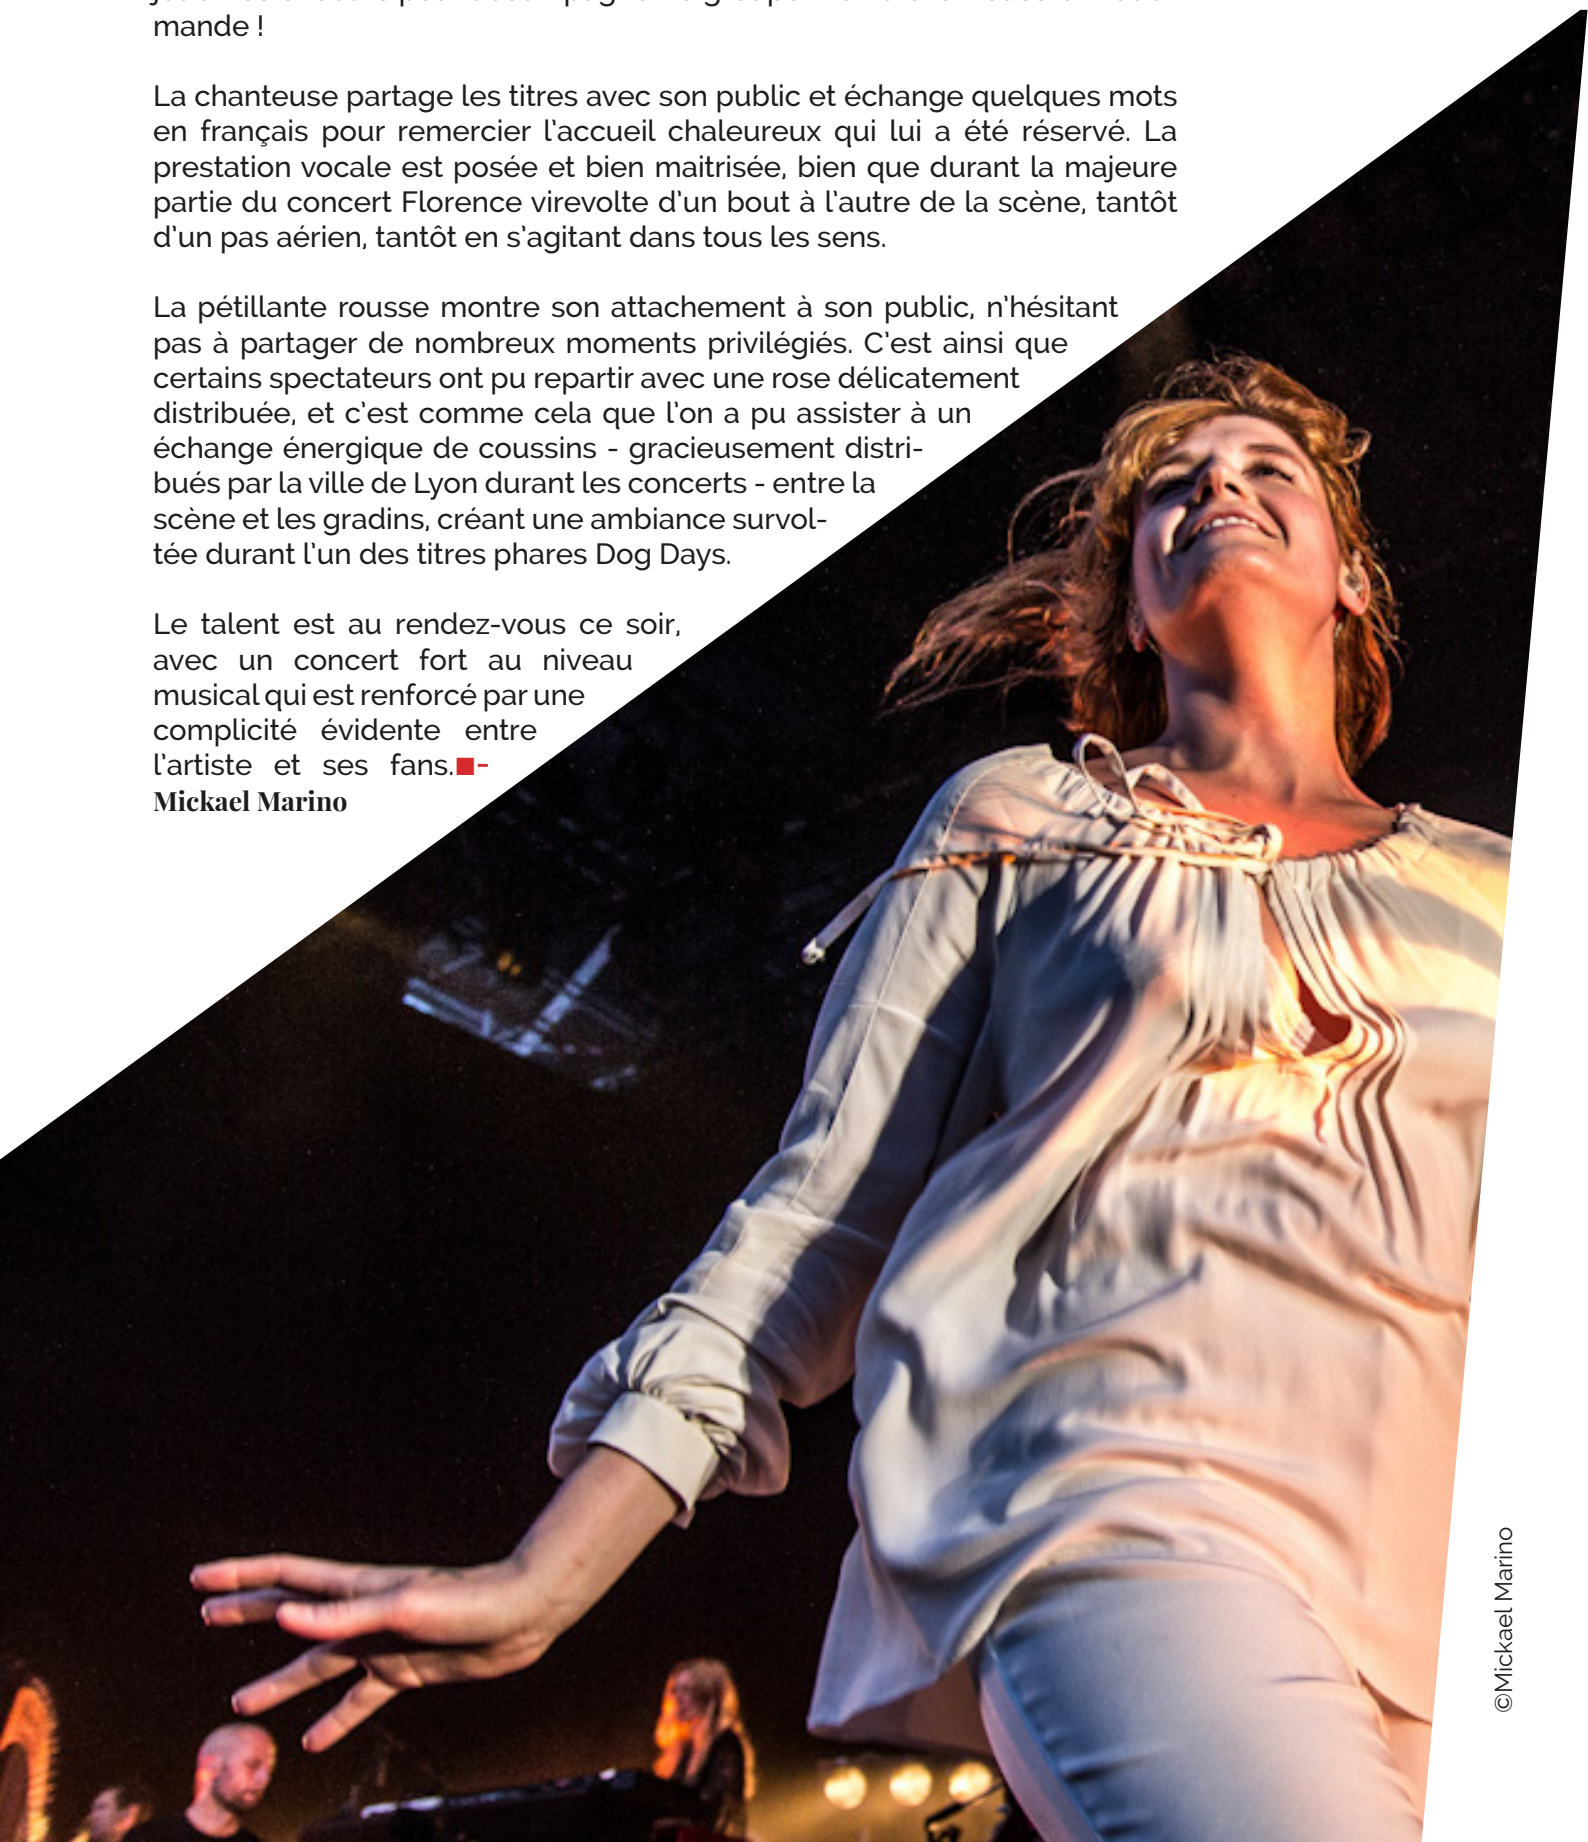 mande !
La chanteuse partage les titres avec son public et échange quelques mots
en français pour remercier l'accueil chaleureux qui lui a été réservé. La
prestation vocale est posée et bien maitrisée, bien que durant la majeure
partie du concert Florence virevolte d'un bout à l'autre de la scène, tantôt
d'un pas aérien, tantôt en s'agitant dans tous les sens.
La pétillante rousse montre son attachement à son public, n'hésitant
pas à partager de nombreux moments privilégiés. C'est ainsi que
certains spectateurs ont pu repartir avec une rose délicatement
distribuée, et c'est comme cela que l'on a pu assister à un
échange énergique de coussins - gracieusement distri-
bués par la ville de Lyon durant les concerts - entre la
scène et les gradins, créant une ambiance survol-
tée durant l'un des titres phares Dog Days.
Le talent est au rendez-vous ce soir,
avec un concert fort au niveau
musical qui est renforcé par une
complicité évidente entre
l'artiste et ses fans.■-
Mickael Marino
©Mickael Marino